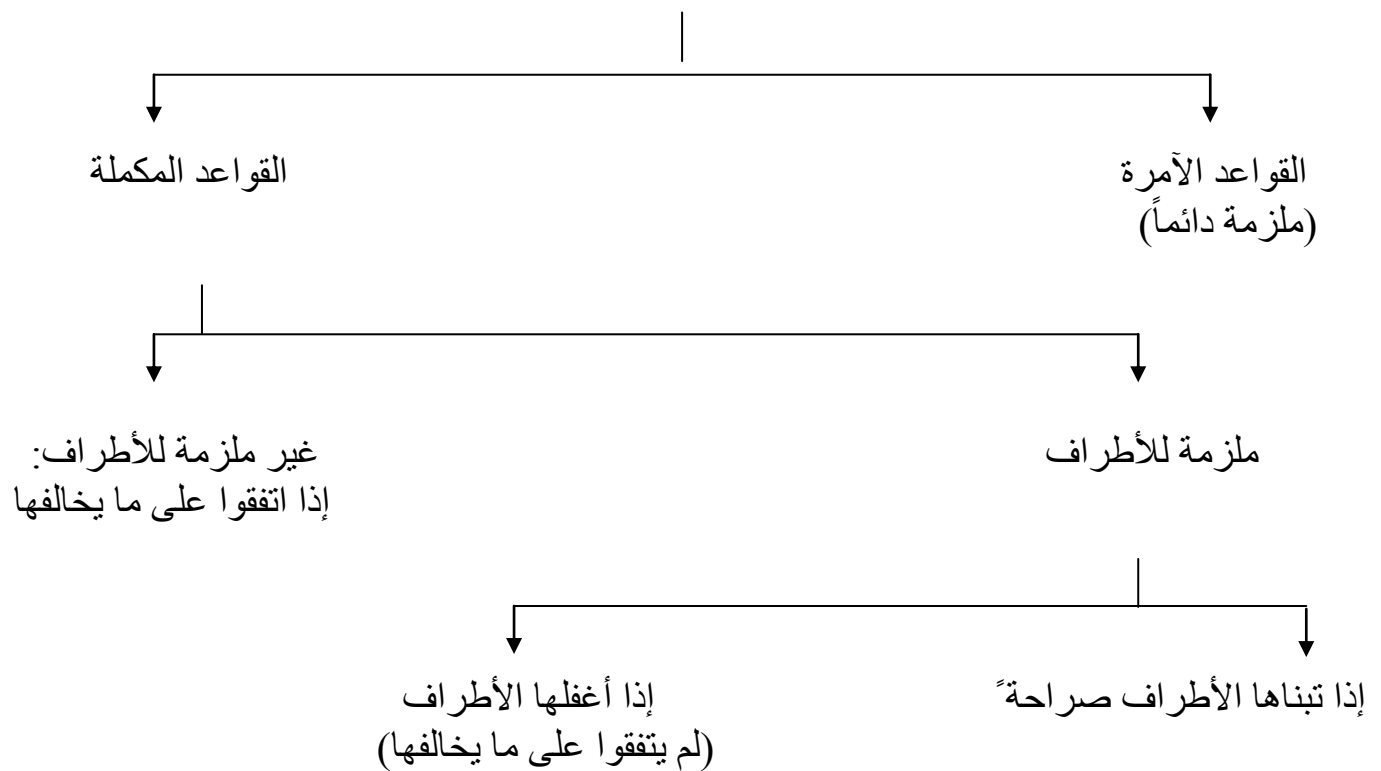 القواعد الآمرة
(ملزمة دائماً)
القواعد المكملة
ملزمة للأطراف
غير ملزمة للأطراف:
إذا اتفقوا على ما يخالفها
إذا تبناها الأطراف صراحة ً
إذا أغفلها الأطراف
(لم يتفقوا على ما يخالفها)